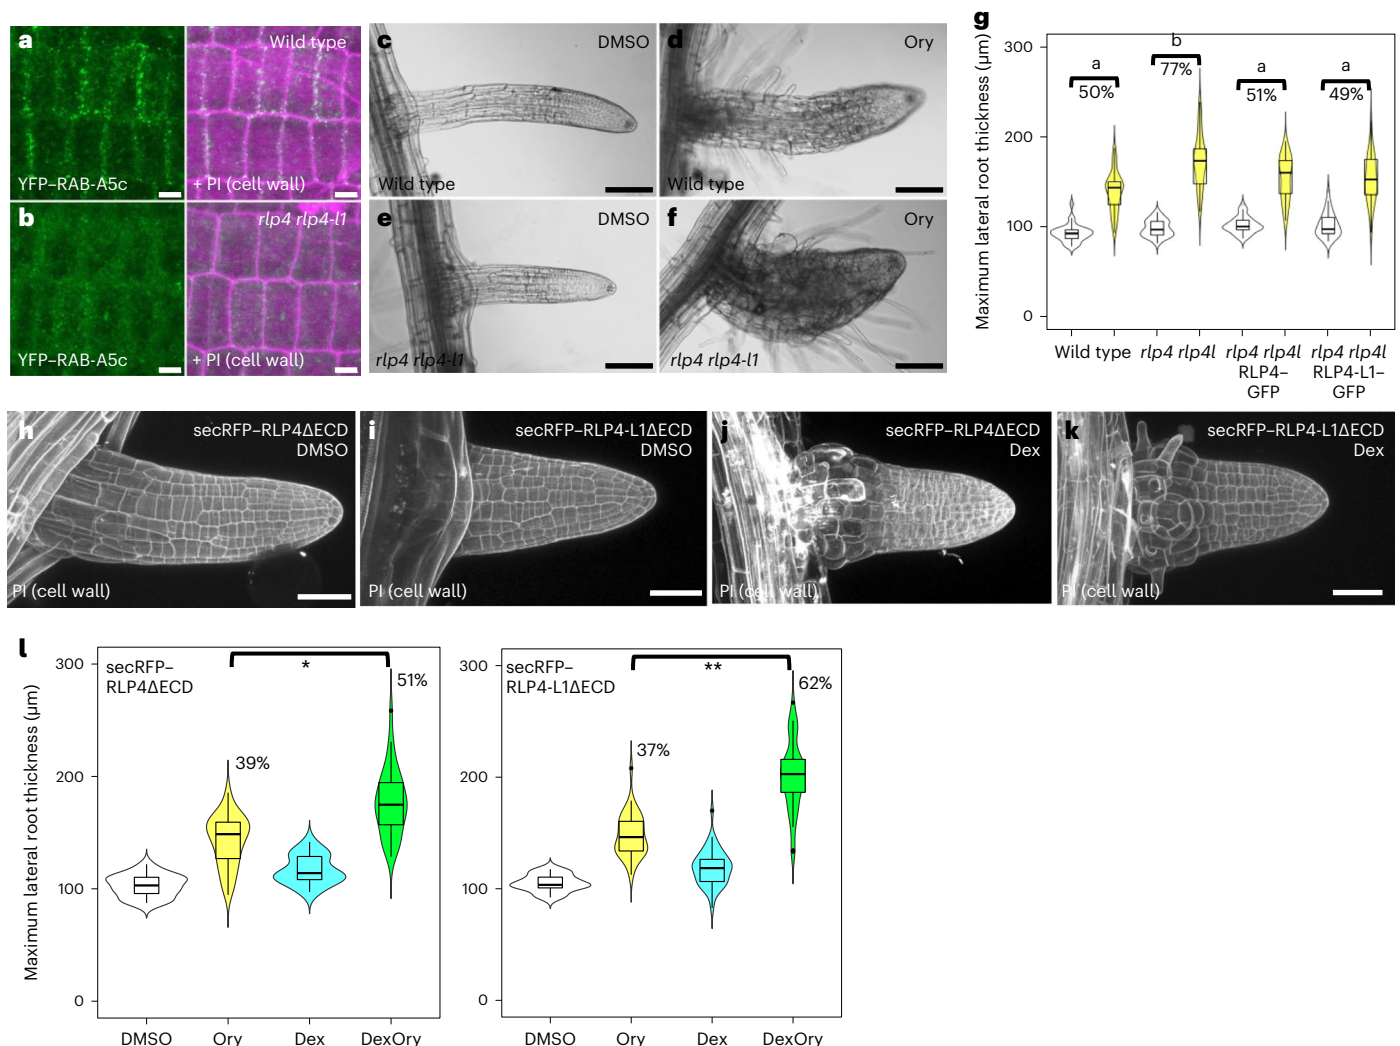 a
Wild type
YFP–RAB-A5c
+ PI (cell wall)
b
rlp4 rlp4-l1
YFP–RAB-A5c
+ PI (cell wall)
c
DMSO
Wild type
d
Ory
Wild type
e
DMSO
rlp4 rlp4-l1
f
Ory
rlp4 rlp4-l1
g
Maximum lateral root thickness (µm)
300
200
100
0
a
50%
b
77%
a
51%
a
49%
Wild type
rlp4 rlp4l
rlp4 rlp4l
RLP4–
GFP
rlp4 rlp4l
RLP4-L1–
GFP
h
secRFP–RLP4ΔECD
DMSO
PI (cell wall)
i
secRFP–RLP4-L1ΔECD
DMSO
PI (cell wall)
j
secRFP–RLP4ΔECD
Dex
PI (cell wall)
k
secRFP–RLP4-L1ΔECD
Dex
PI (cell wall)
l
Maximum lateral root thickness (µm)
300
200
100
0
secRFP–
RLP4ΔECD
*
39%
51%
DMSO
Ory
Dex
DexOry
300
200
100
0
secRFP–
RLP4-L1ΔECD
**
37%
62%
DMSO
Ory
Dex
DexOry